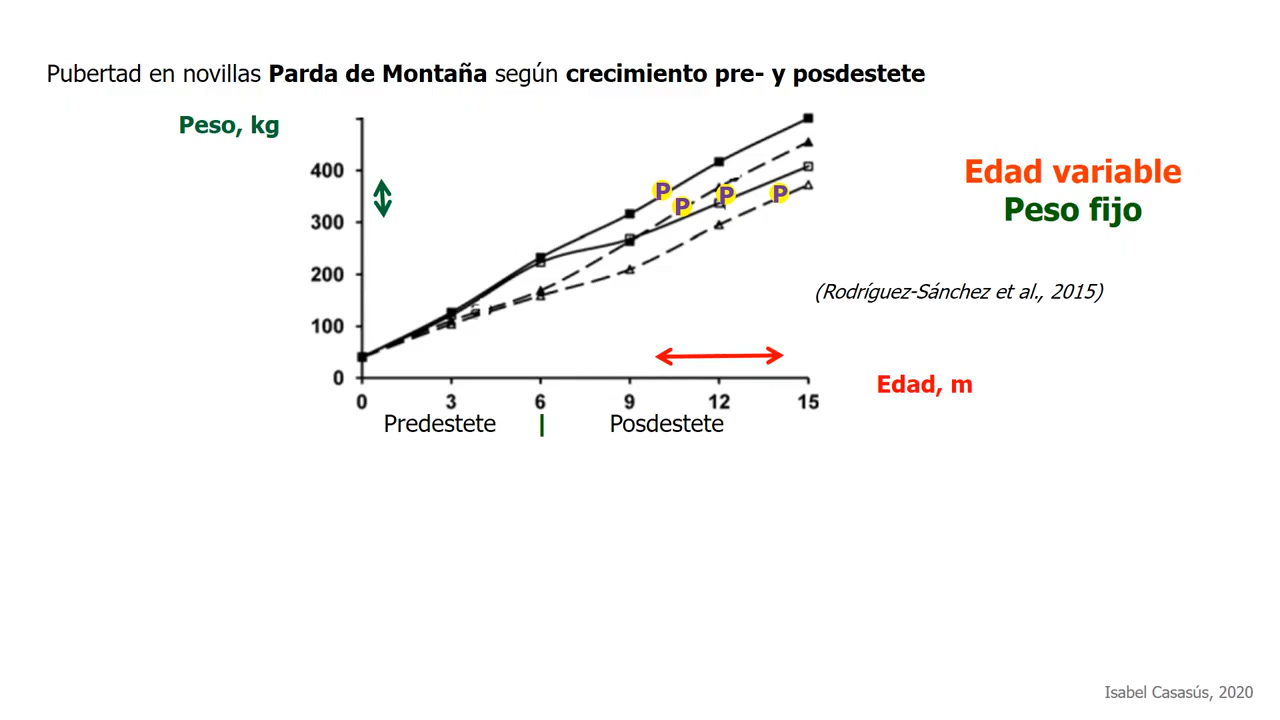 Pubertad en novillas Parda de Montaña según crecimiento pre- y posdestete
Peso, kg
400
300
200
100
0
P
P
P
P
Edad variable
Peso fijo
(Rodríguez-Sánchez et al., 2015)
Edad, m
0 3 6 9 12 15
Predestete | Posdestete
Isabel Casasús, 2020